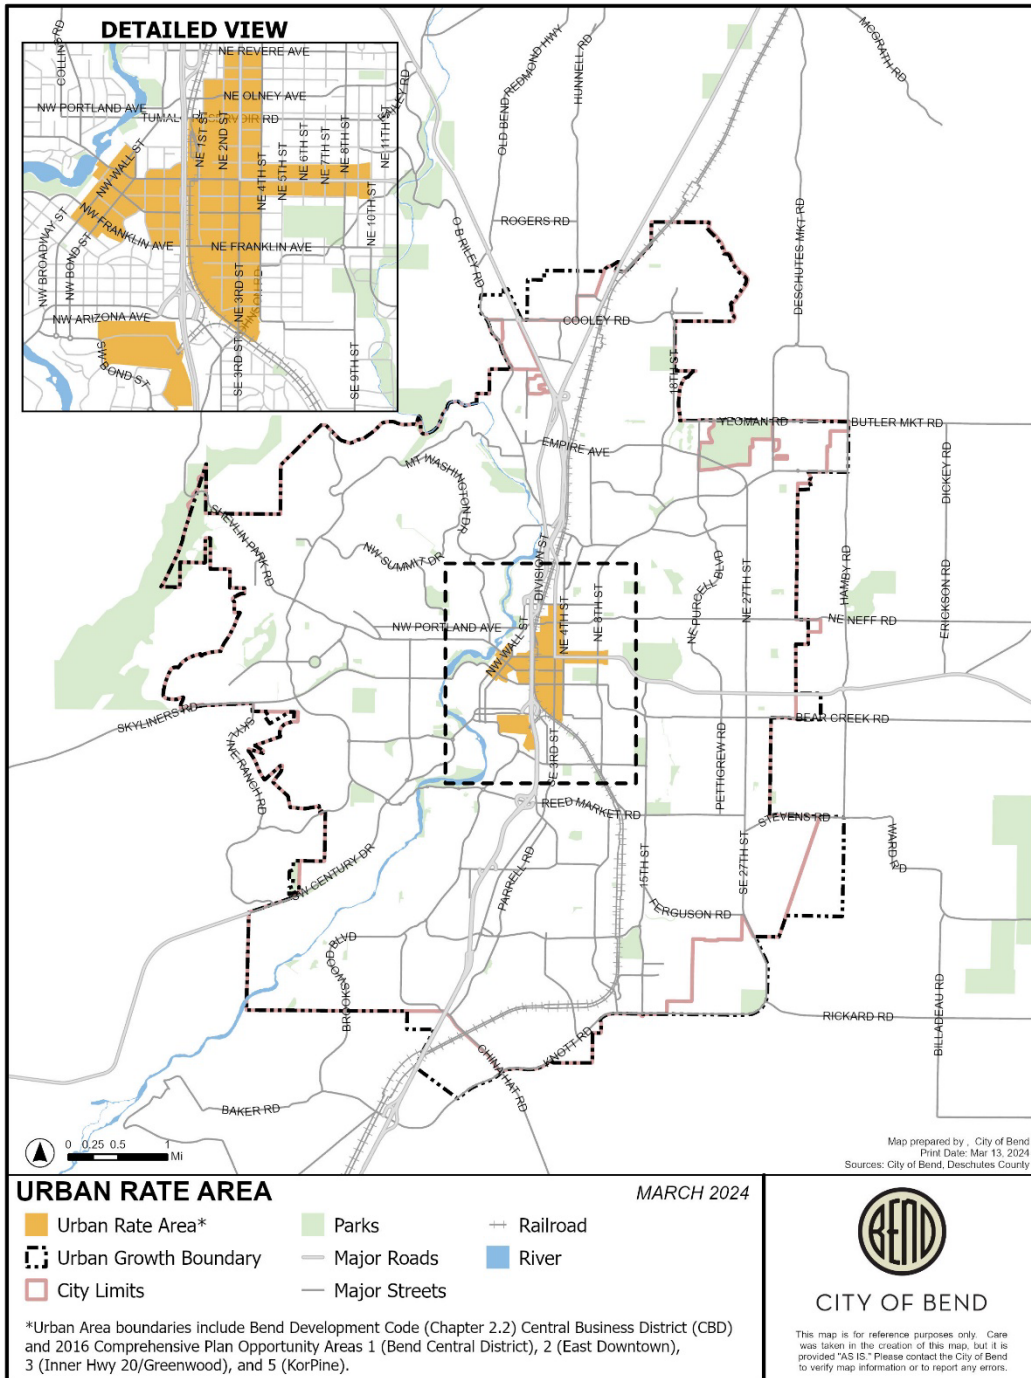 DETAILED VIEW
COLLINS RD
NE REVERE AVE
NW PORTLAND AVE
NE OLNEY AVE
NE 1ST ST
NE 2ND ST
NE 4TH ST
NE 5TH ST
NE 6TH ST
NE 7TH ST
NE 8TH ST
NE 11TH ST
NE 10TH ST
NW WALL ST
NW FRANKLIN AVE
NE FRANKLIN AVE
NW BROADWAY ST
NW BOND ST
NE 3RD ST
NW ARIZONA AVE
SW BOND ST
SE 3RD ST
SE 9TH ST
OLD BEND REDMOND HWY
HUNNELL RD
MCGRATH RD
ROGERS RD
O B RILEY RD
DESCHUTES MKT RD
COOLEY RD
18TH ST
YEOMAN RD
BUTLER MKT RD
EMPIRE AVE
MT WASHINGTON DR
DICKEY RD
SHEVLIN PARK RD
NW SUMMIT DR
DIVISION ST
NE PURCELL BLVD
NE 27TH ST
HAMBY RD
ERICKSON RD
NW PORTLAND AVE
NW WALL ST
NE 4TH ST
NE 8TH ST
NE NEFF RD
SKYLINERS RD
SKYLINE RANCH RD
BEAR CREEK RD
SE 3RD ST
PETTIGREW RD
REED MARKET RD
STEVENS RD
SW CENTURY DR
PARRELL RD
15TH ST
SE 27TH ST
WARD RD
FERGUSON RD
BROOKSWOOD BLVD
KNOTT RD
CHINA HAT RD
RICKARD RD
BILLADEAU RD
BAKER RD
0 0.25 0.5 1
Mi
Map prepared by , City of Bend
Print Date: Mar 13, 2024
Sources: City of Bend, Deschutes County
URBAN RATE AREA
MARCH 2024
Urban Rate Area*
Parks
Railroad
Urban Growth Boundary
Major Roads
River
City Limits
Major Streets
*Urban Area boundaries include Bend Development Code (Chapter 2.2) Central Business District (CBD)
and 2016 Comprehensive Plan Opportunity Areas 1 (Bend Central District), 2 (East Downtown),
3 (Inner Hwy 20/Greenwood), and 5 (KorPine).
BEND
CITY OF BEND
This map is for reference purposes only. Care
was taken in the creation of this map, but it is
provided "AS IS." Please contact the City of Bend
to verify map information or to report any errors.